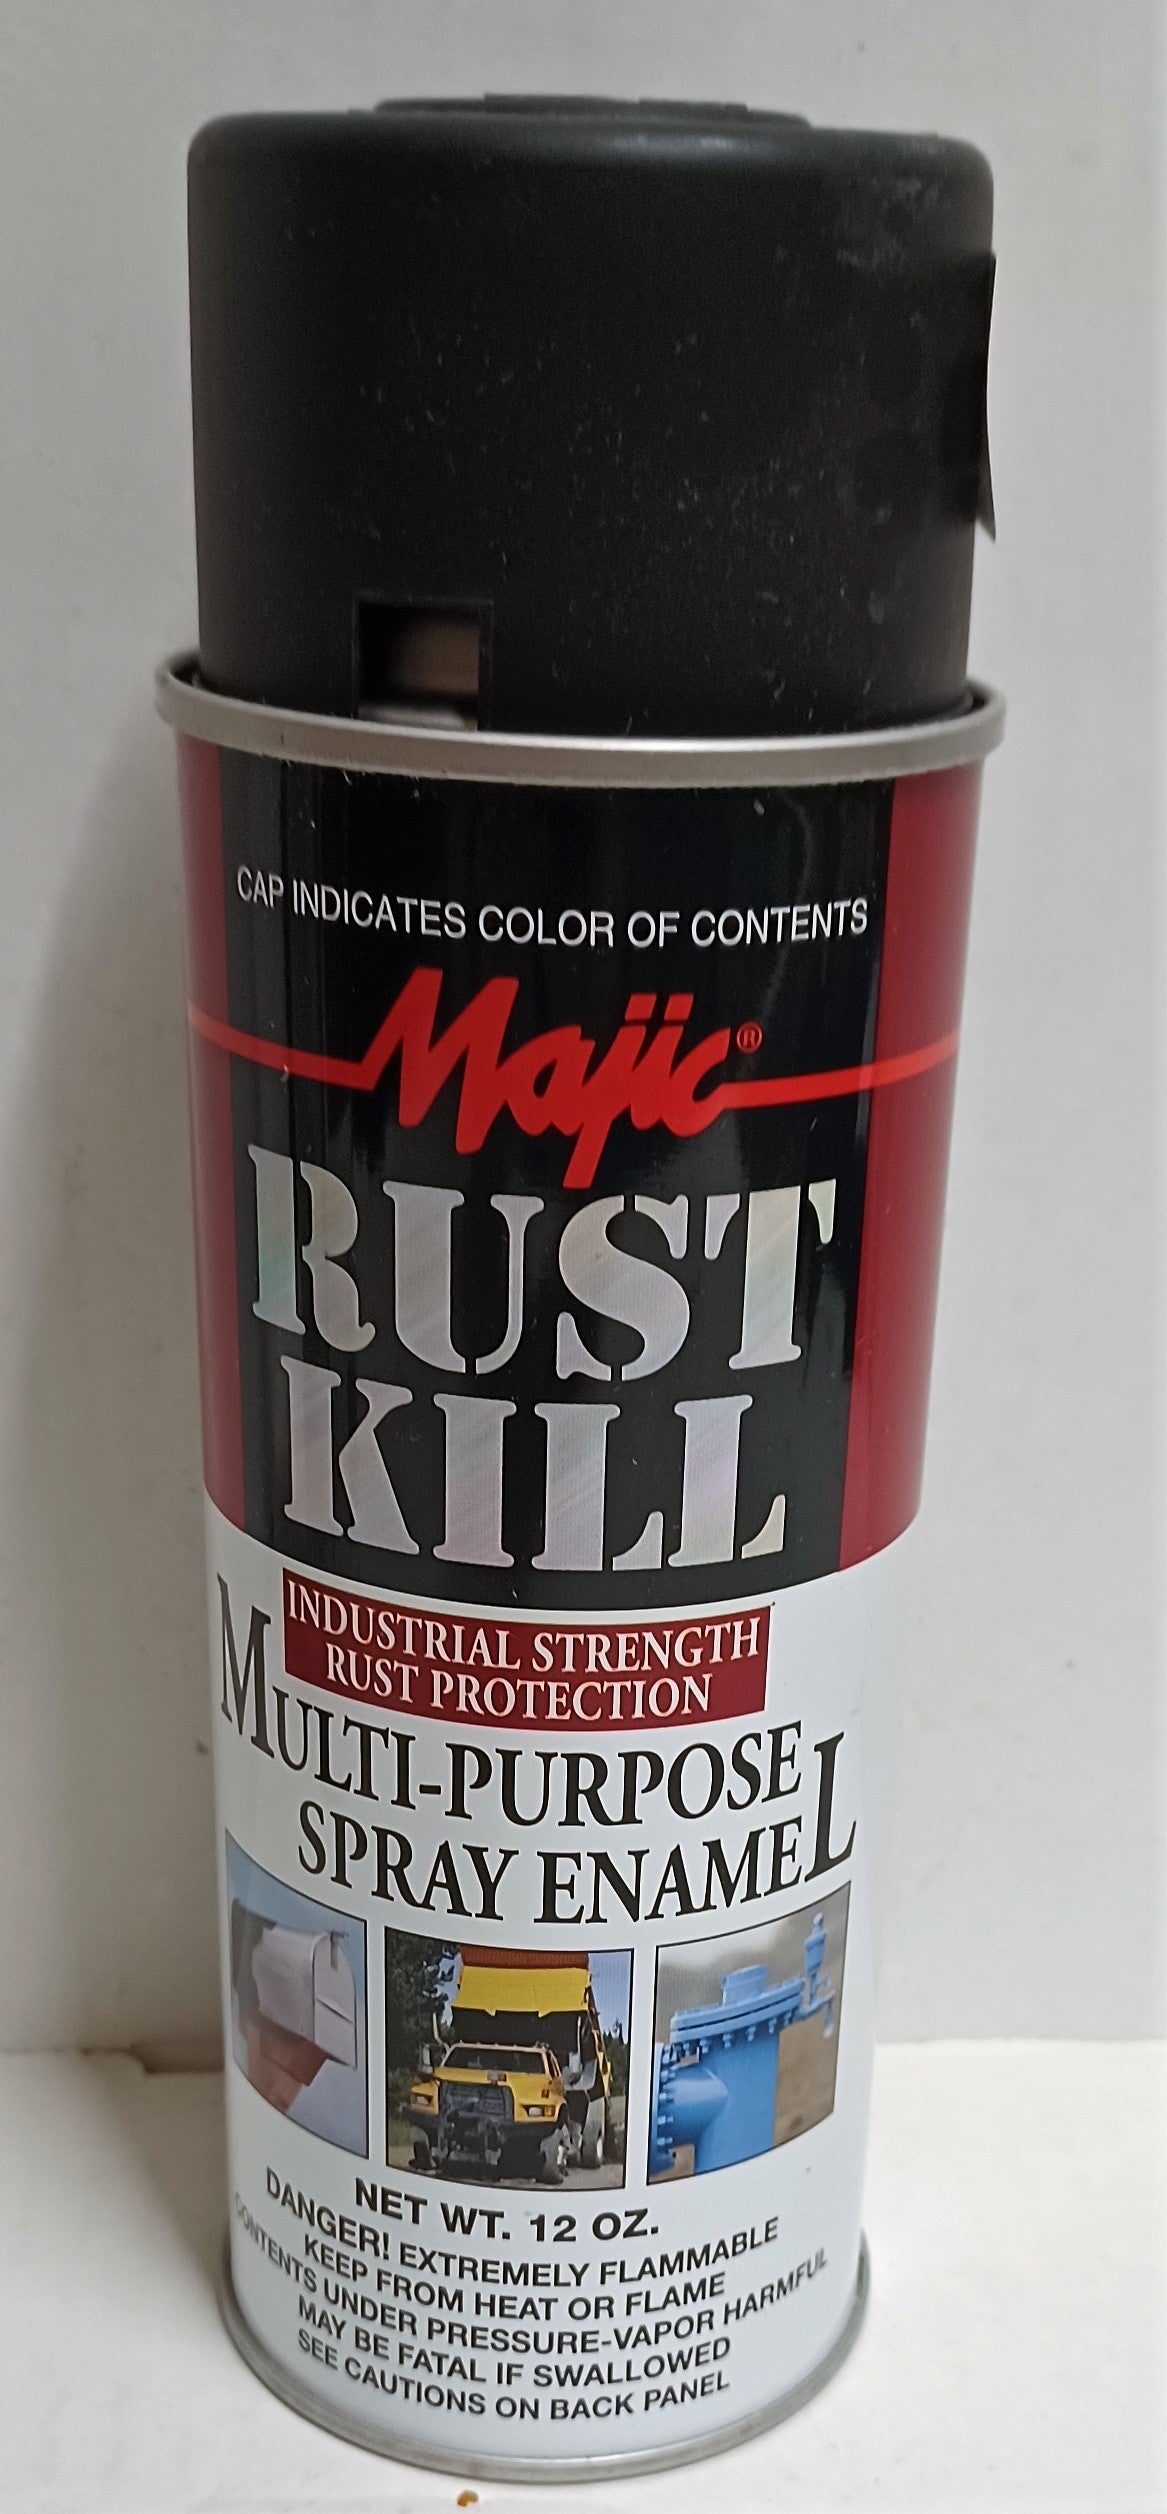 CAP INDICATES COLOR OF CONTENTS
Majic®
RUST
KILL
INDUSTRIAL STRENGTH
RUST PROTECTION
MULTI-PURPOSE
SPRAY ENAMEL
NET WT. 12 OZ.
DANGER! EXTREMELY FLAMMABLE
KEEP FROM HEAT OR FLAME
CONTENTS UNDER PRESSURE-VAPOR HARMFUL
MAY BE FATAL IF SWALLOWED
SEE CAUTIONS ON BACK PANEL